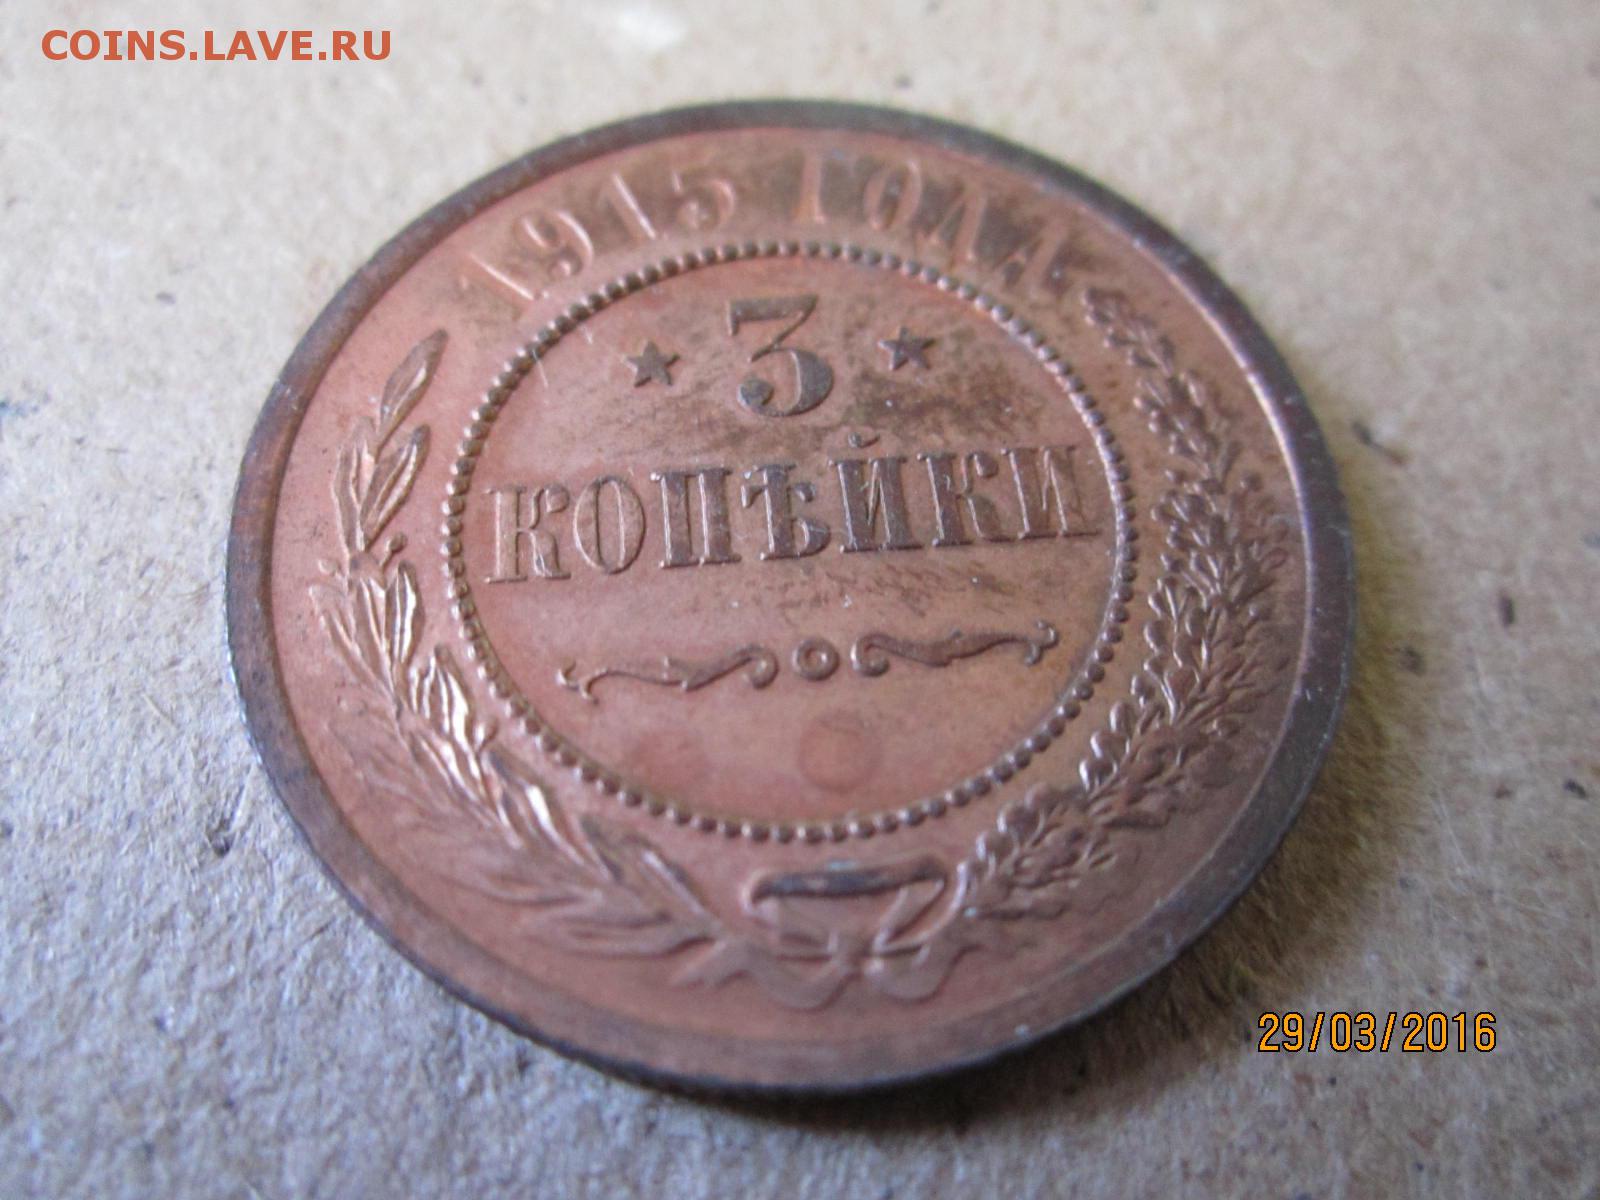 COINS.LAVE.RU
1915 ГОДА
★ 3 ★
КОПѢЙКИ
29/03/2016